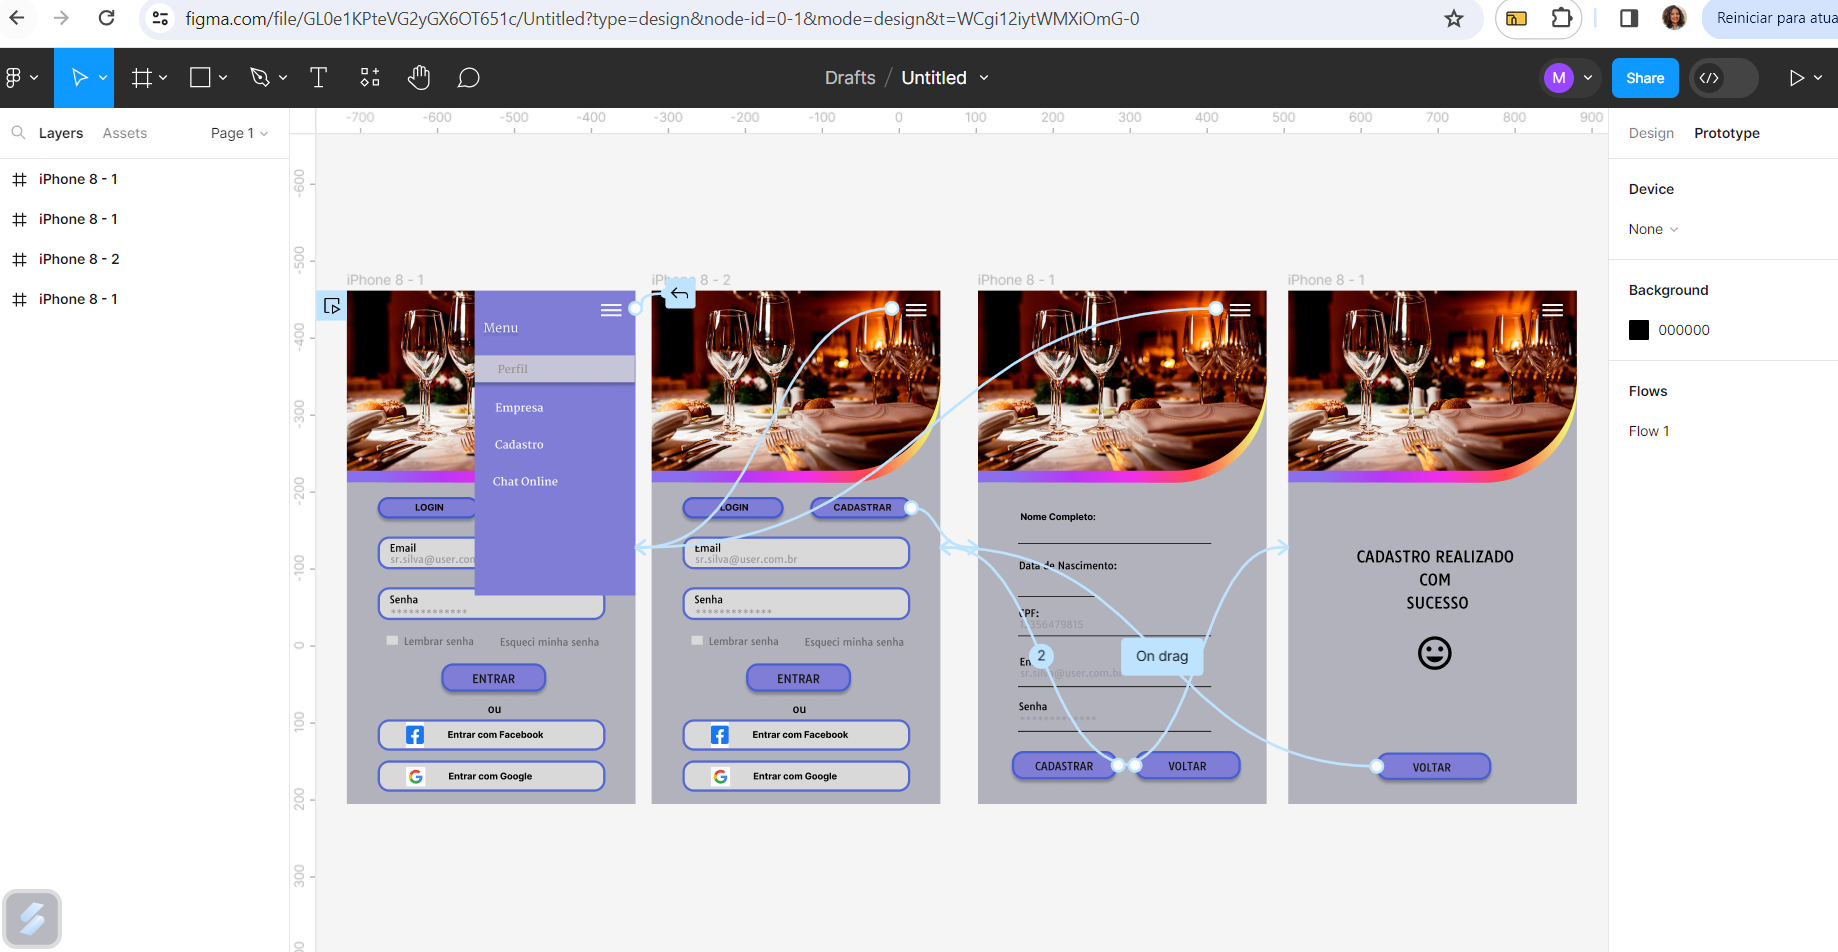 figma.com/file/GL0e1KPteVG2yGX6OT651c/Untitled?type=design&node-id=0-1&mode=design&t=WCgi12iytWMXiOmG-0
Reiniciar para atua
Drafts / Untitled
M
Share
Layers
Assets
Page 1
iPhone 8 - 1
iPhone 8 - 1
iPhone 8 - 2
iPhone 8 - 1
-700 -600 -500 -400 -300 -200 -100 0 100 200 300 400 500 600 700 800 900
-600
-500
-400
-300
-200
-100
0
100
200
300
iPhone 8 - 1
Menu
Perfil
Empresa
Cadastro
Chat Online
LOGIN
Email
sr.silva@user.com
Senha
*************
Lembrar senha
Esqueci minha senha
ENTRAR
ou
Entrar com Facebook
Entrar com Google
iPhone 8 - 2
LOGIN
CADASTRAR
Email
sr.silva@user.com.br
Senha
*************
Lembrar senha
Esqueci minha senha
ENTRAR
ou
Entrar com Facebook
Entrar com Google
iPhone 8 - 1
Nome Completo:
Data de Nascimento:
CPF:
2
On drag
sr.silva@user.com.br
Senha
*************
CADASTRAR
VOLTAR
iPhone 8 - 1
CADASTRO REALIZADO
COM
SUCESSO
VOLTAR
Design
Prototype
Device
None
Background
000000
Flows
Flow 1